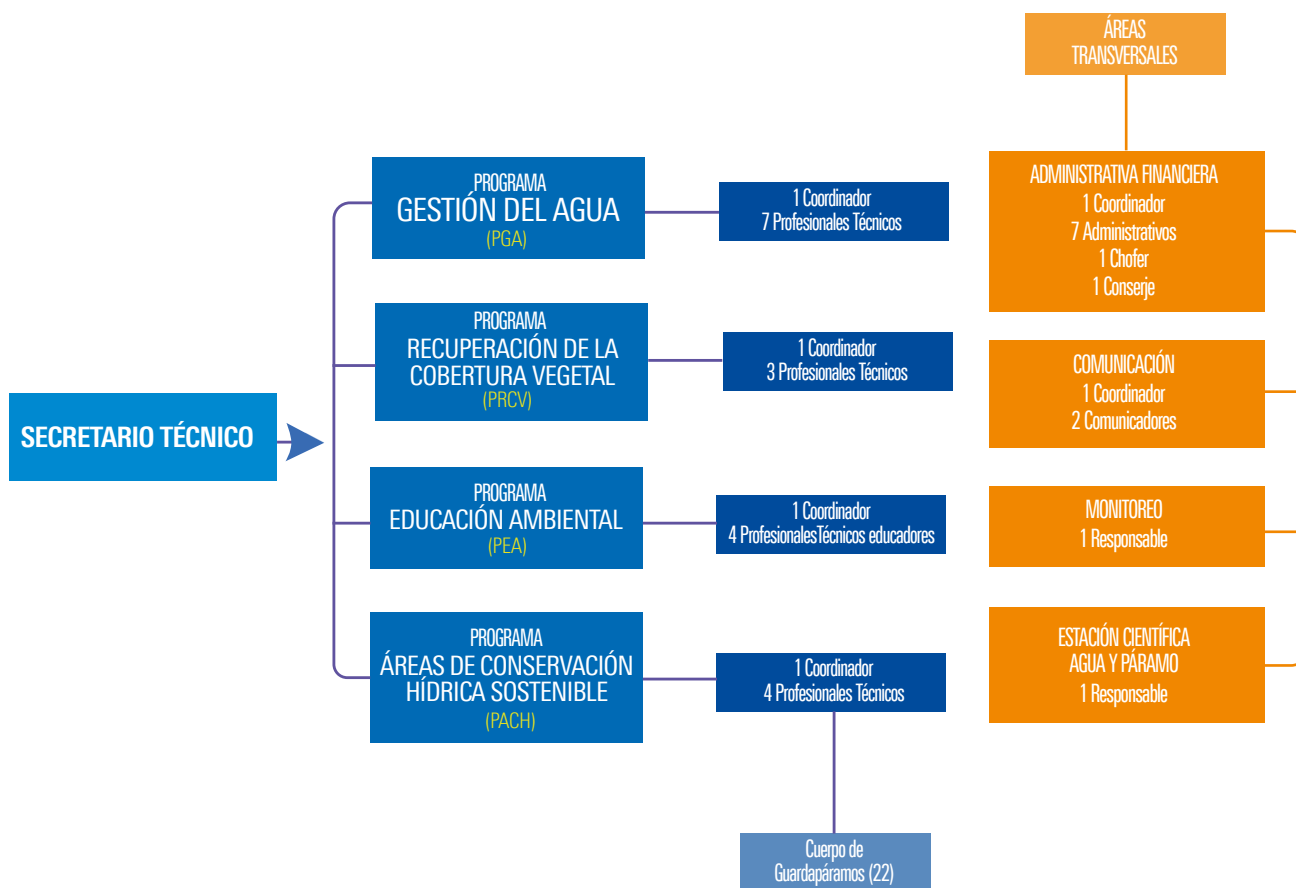 SECRETARIO TÉCNICO
PROGRAMA
GESTIÓN DEL AGUA
(PGA)
1 Coordinador
7 Profesionales Técnicos
PROGRAMA
RECUPERACIÓN DE LA
COBERTURA VEGETAL
(PRCV)
1 Coordinador
3 Profesionales Técnicos
PROGRAMA
EDUCACIÓN AMBIENTAL
(PEA)
1 Coordinador
4 ProfesionalesTécnicos educadores
PROGRAMA
ÁREAS DE CONSERVACIÓN
HÍDRICA SOSTENIBLE
(PACH)
1 Coordinador
4 Profesionales Técnicos
Cuerpo de
Guardapáramos (22)
ÁREAS
TRANSVERSALES
ADMINISTRATIVA FINANCIERA
1 Coordinador
7 Administrativos
1 Chofer
1 Conserje
COMUNICACIÓN
1 Coordinador
2 Comunicadores
MONITOREO
1 Responsable
ESTACIÓN CIENTÍFICA
AGUA Y PÁRAMO
1 Responsable